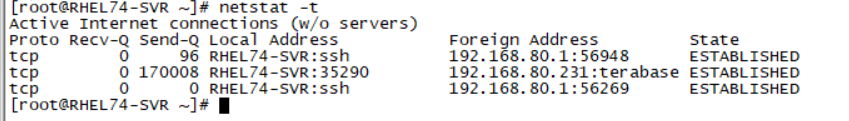 [root@RHEL74-SVR ~]# netstat -t
Active Internet connections (w/o servers)
Proto Recv-Q Send-Q Local Address           Foreign Address         State
tcp        0     96 RHEL74-SVR:ssh          192.168.80.1:56948      ESTABLISHED
tcp        0 170008 RHEL74-SVR:35290        192.168.80.231:terabase ESTABLISHED
tcp        0      0 RHEL74-SVR:ssh          192.168.80.1:56269      ESTABLISHED
[root@RHEL74-SVR ~]#